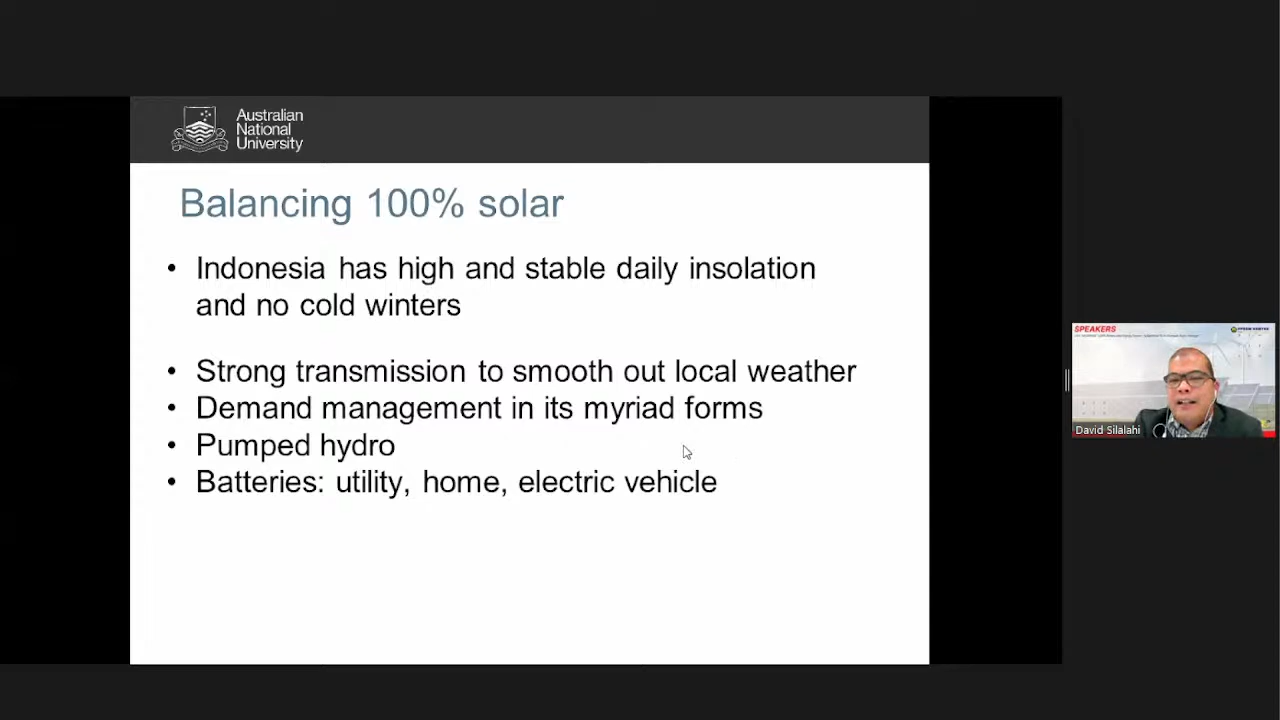 Australian
National
University
Balancing 100% solar
• Indonesia has high and stable daily insolation
and no cold winters
• Strong transmission to smooth out local weather
• Demand management in its myriad forms
• Pumped hydro
• Batteries: utility, home, electric vehicle
SPEAKERS
David Silalahi